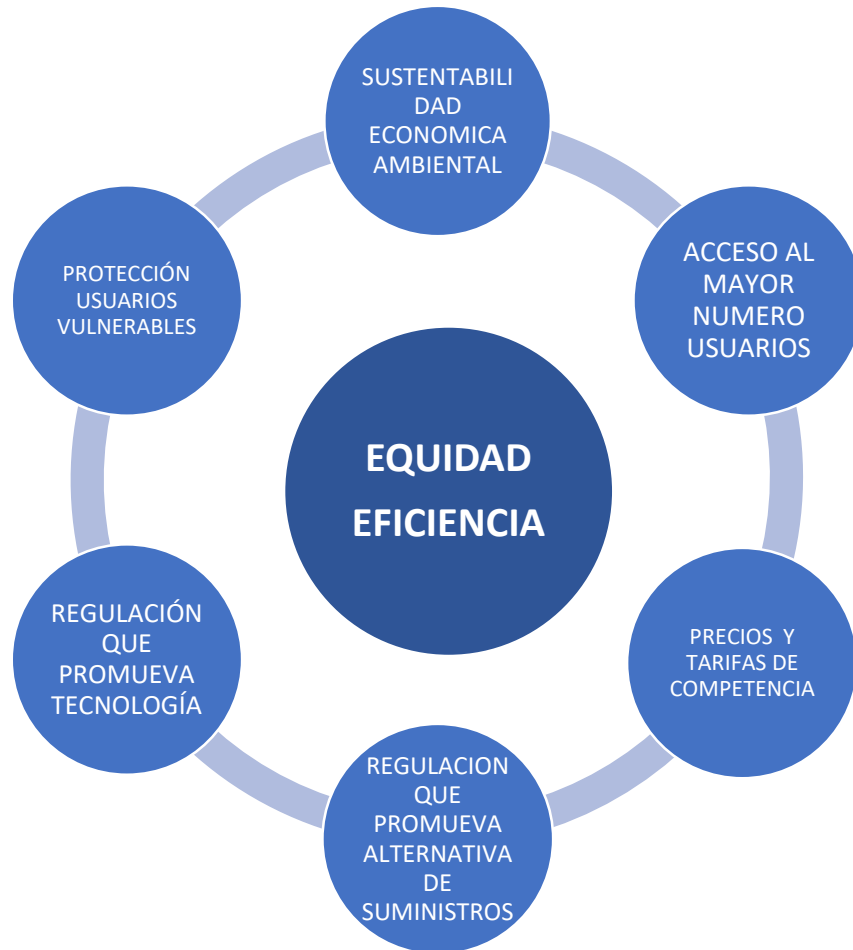 SUSTENTABILI
DAD
ECONOMICA
AMBIENTAL
ACCESO AL
MAYOR
NUMERO
USUARIOS
PRECIOS Y
TARIFAS DE
COMPETENCIA
REGULACION
QUE
PROMUEVA
ALTERNATIVA
DE
SUMINISTROS
REGULACIÓN
QUE
PROMUEVA
TECNOLOGÍA
PROTECCIÓN
USUARIOS
VULNERABLES
EQUIDAD
EFICIENCIA